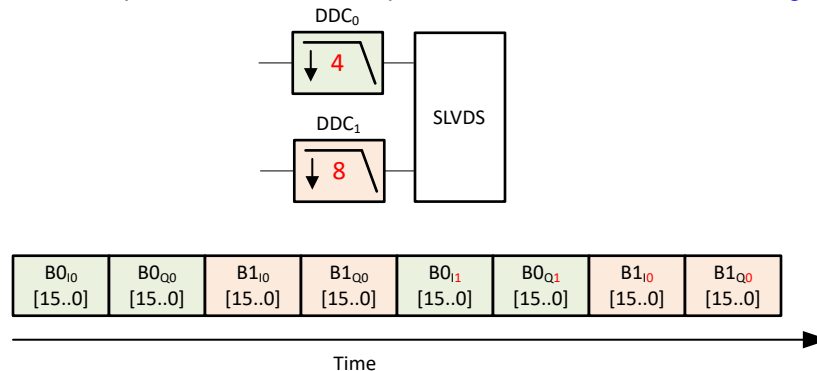 DDC0
4
SLVDS
DDC1
8
B0I0 B0Q0 B1I0 B1Q0 B0I1 B0Q1 B1I0 B1Q0
[15..0] [15..0] [15..0] [15..0] [15..0] [15..0] [15..0] [15..0]
Time